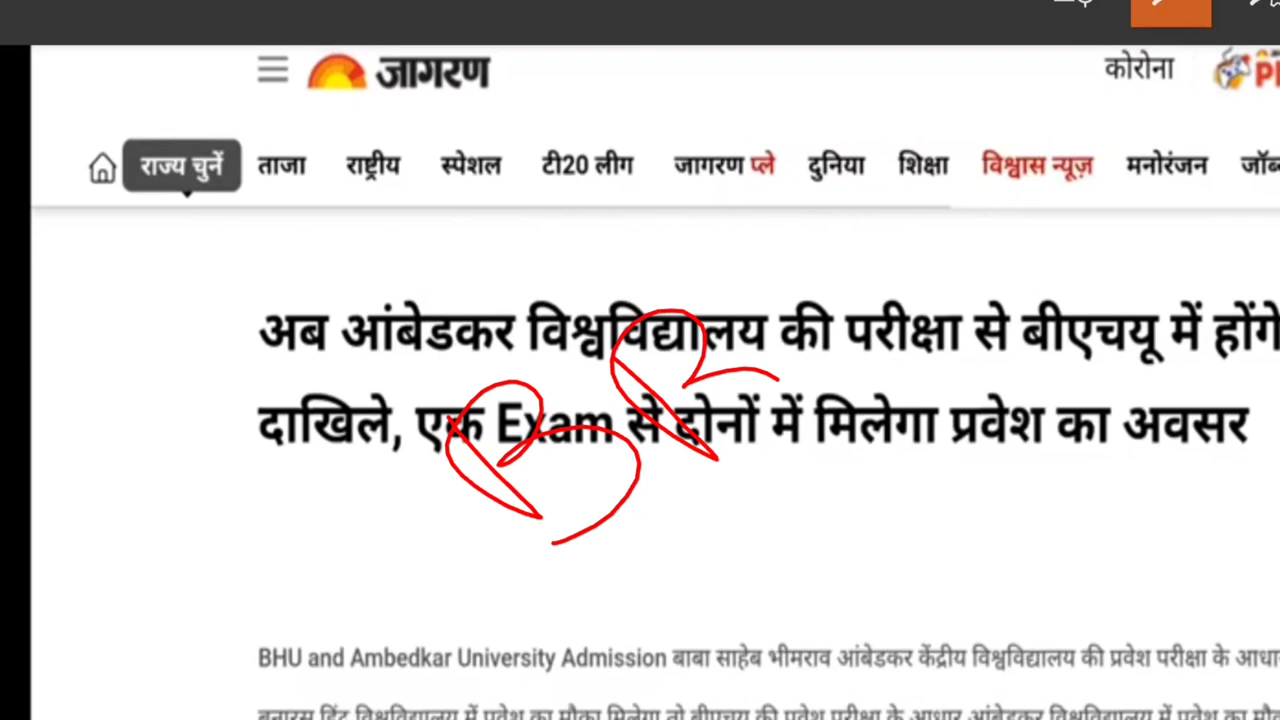 जागरण
कोरोना
राज्य चुनें ताजा राष्ट्रीय स्पेशल टी20 लीग जागरण प्ले दुनिया शिक्षा विश्वास न्यूज़ मनोरंजन
अब आंबेडकर विश्वविद्यालय की परीक्षा से बीएचयू में होंगे
दाखिले, एक Exam से दोनों में मिलेगा प्रवेश का अवसर
BHU and Ambedkar University Admission बाबा साहेब भीमराव आंबेडकर केंद्रीय विश्वविद्यालय की प्रवेश परीक्षा के